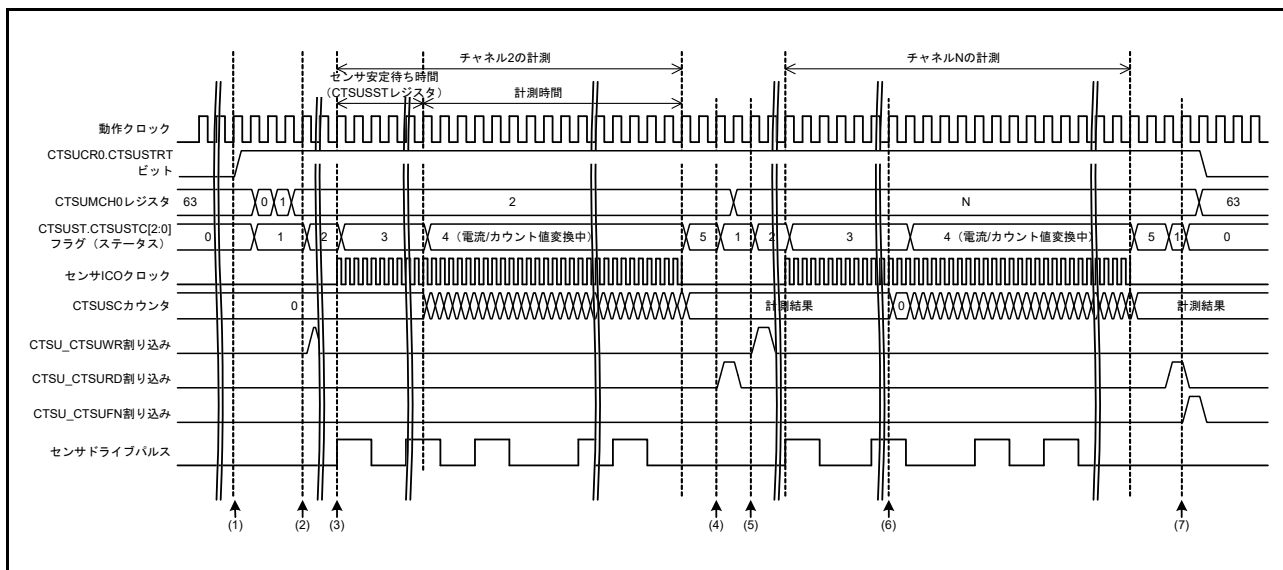 チャネル2の計測
チャネルNの計測
センサ安定待ち時間
（CTSUSSTレジスタ）
計測時間
動作クロック
CTSUCR0.CTSUSTRT
ビット
CTSUMCH0レジスタ
63
0
1
2
N
63
CTSUST.CTSUSTC[2:0]
フラグ（ステータス）
0
1
2
3
4（電流/カウント値変換中）
5
1
2
3
4（電流/カウント値変換中）
5
1
0
センサICOクロック
CTSUSCカウンタ
0
計測結果
0
計測結果
CTSU_CTSUWR割り込み
CTSU_CTSURD割り込み
CTSU_CTSUFN割り込み
センサドライブパルス
(1)
(2)
(3)
(4)
(5)
(6)
(7)